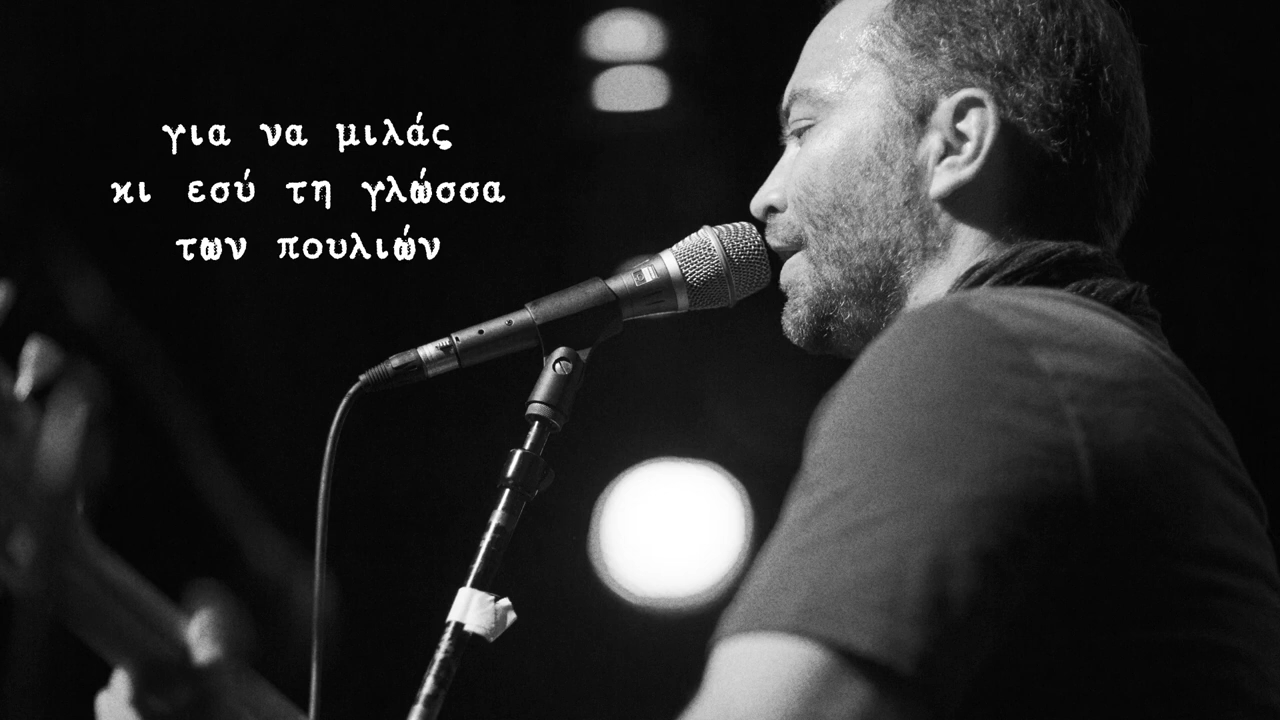 για να μιλάς
κι εσύ τη γλώσσα
των πουλιών